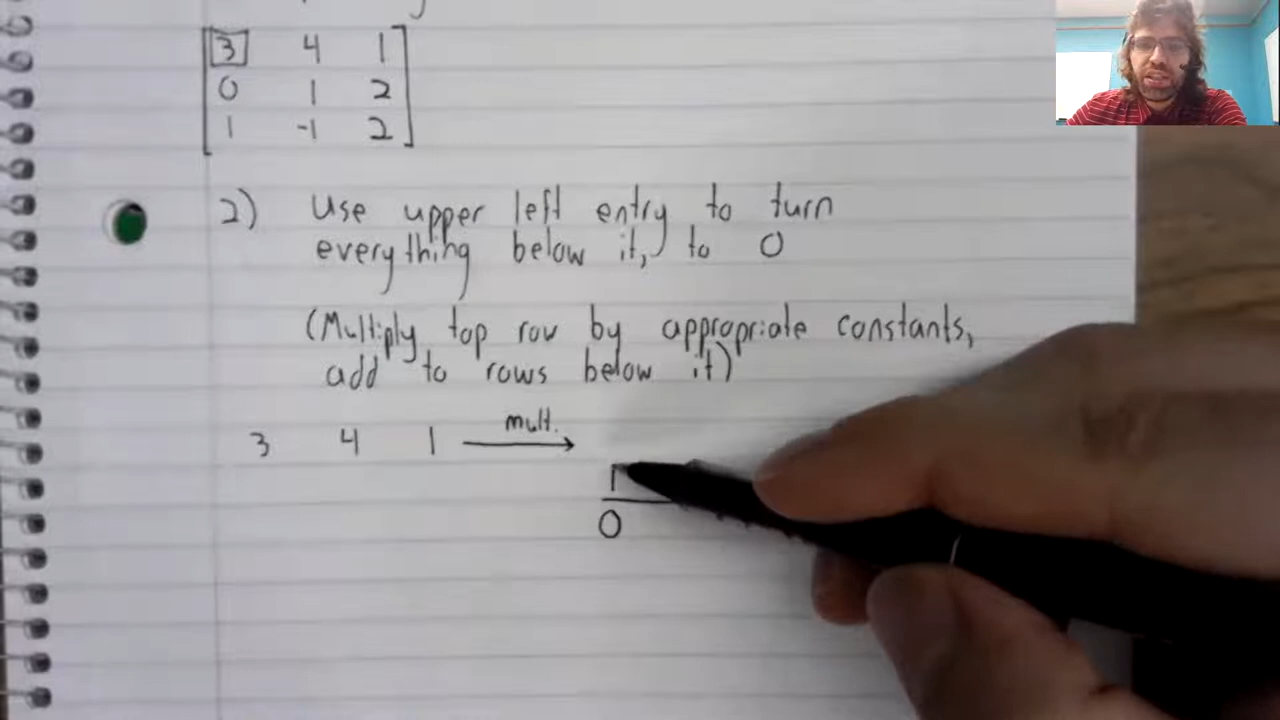 3 4 1
0 1 2
1 -1 2
2) Use upper left entry to turn
everything below it, to 0
(Multiply top row by appropriate constants,
add to rows below it)
mult.
3 4 1
1
0